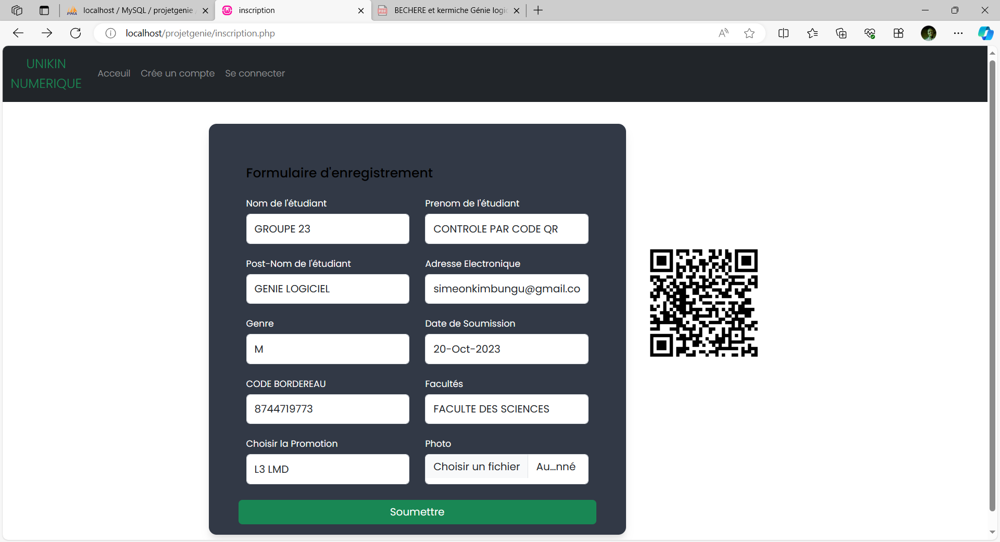 localhost / MySQL / projetgenie
inscription
BECHERE et kermiche Génie logi
localhost/projetgenie/inscription.php
UNIKIN
NUMERIQUE
Acceuil
Crée un compte
Se connecter
Formulaire d'enregistrement
Nom de l'étudiant
Prenom de l'étudiant
GROUPE 23
CONTROLE PAR CODE QR
Post-Nom de l'étudiant
Adresse Electronique
GENIE LOGICIEL
simeonkimbungu@gmail.co
Genre
Date de Soumission
M
20-Oct-2023
CODE BORDEREAU
Facultés
8744719773
FACULTE DES SCIENCES
Choisir la Promotion
Photo
L3 LMD
Choisir un fichier
Au...nné
Soumettre